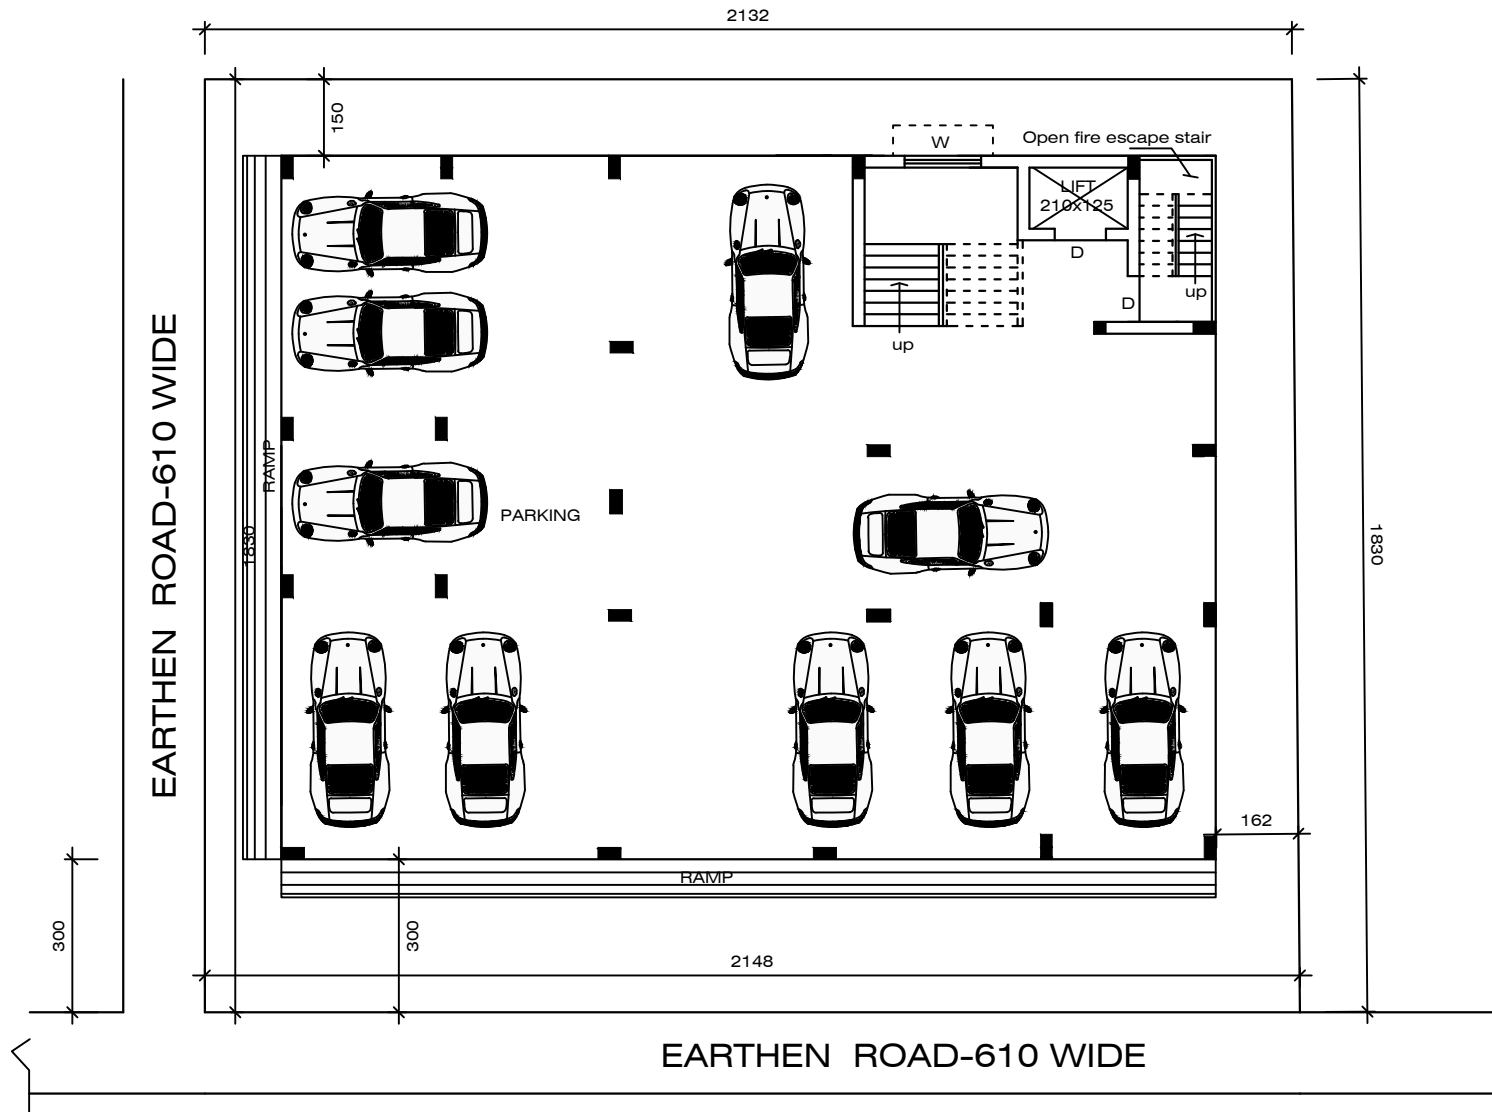 2132
150
W
Open fire escape stair
LIFT
210x125
D
up
D
up
EARTHEN ROAD-610 WIDE
RAMP
PARKING
1830
1830
162
RAMP
300
300
2148
EARTHEN ROAD-610 WIDE